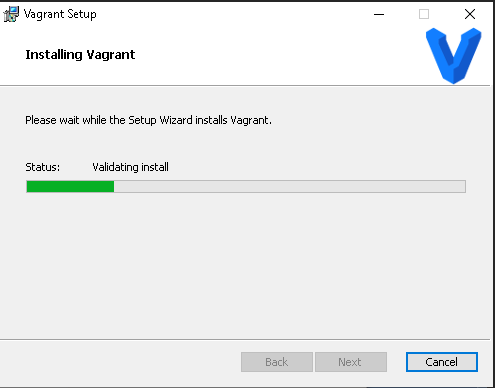 Vagrant Setup
Installing Vagrant
Please wait while the Setup Wizard installs Vagrant.
Status: Validating install
Back Next Cancel